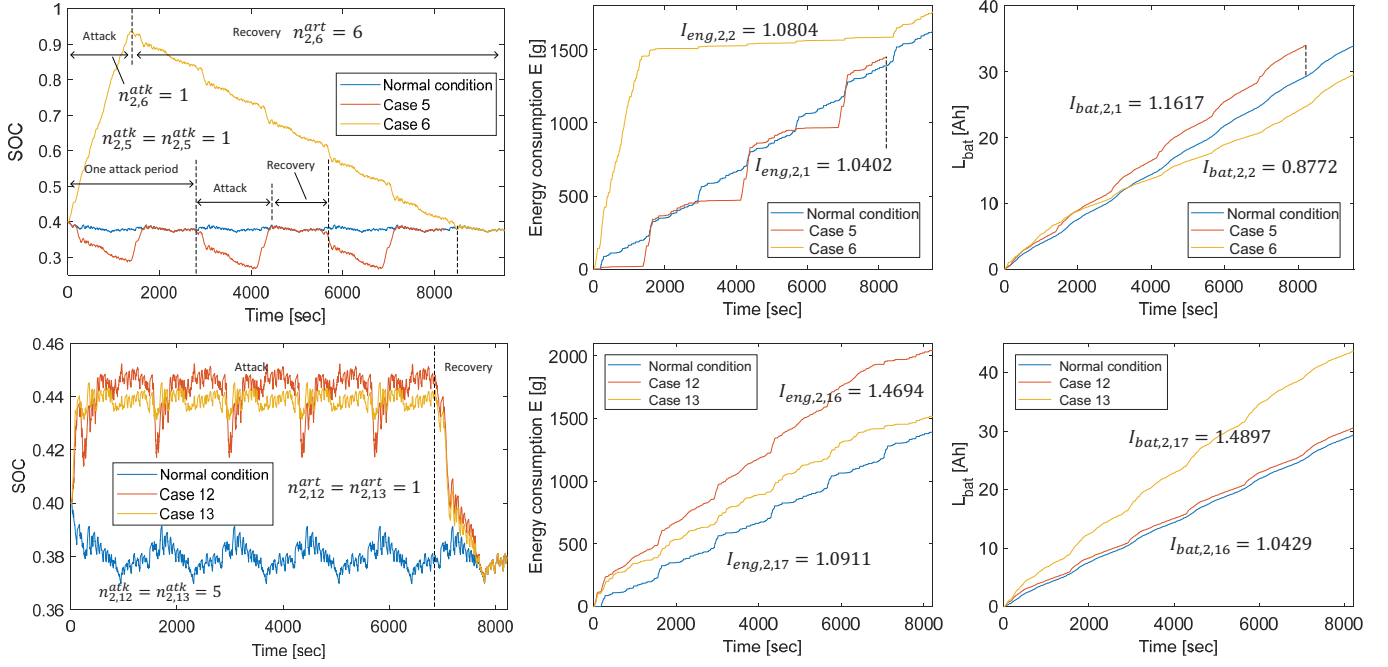 Attack
Recovery
n_{2,6}^{art} = 6
n_{2,6}^{atk} = 1
n_{2,5}^{atk} = n_{2,5}^{atk} = 1
One attack period
Attack
Recovery
Normal condition
Case 5
Case 6
1
0.9
0.8
0.7
0.6
0.5
0.4
0.3
SOC
0
2000
4000
6000
8000
Time [sec]
I_{eng,2,2} = 1.0804
I_{eng,2,1} = 1.0402
Normal condition
Case 5
Case 6
1500
1000
500
0
Energy consumption E [g]
0
2000
4000
6000
8000
Time [sec]
I_{bat,2,1} = 1.1617
I_{bat,2,2} = 0.8772
Normal condition
Case 5
Case 6
40
30
20
10
0
L_{bat} [Ah]
0
2000
4000
6000
8000
Time [sec]
Attack
Recovery
Normal condition
Case 12
Case 13
n_{2,12}^{art} = n_{2,13}^{art} = 1
n_{2,12}^{atk} = n_{2,13}^{atk} = 5
0.46
0.44
0.42
0.40
0.38
0.36
SOC
0
2000
4000
6000
8000
Time [sec]
Normal condition
Case 12
Case 13
I_{eng,2,16} = 1.4694
I_{eng,2,17} = 1.0911
2000
1500
1000
500
0
Energy consumption E [g]
0
2000
4000
6000
8000
Time [sec]
Normal condition
Case 12
Case 13
I_{bat,2,17} = 1.4897
I_{bat,2,16} = 1.0429
40
30
20
10
0
L_{bat} [Ah]
0
2000
4000
6000
8000
Time [sec]